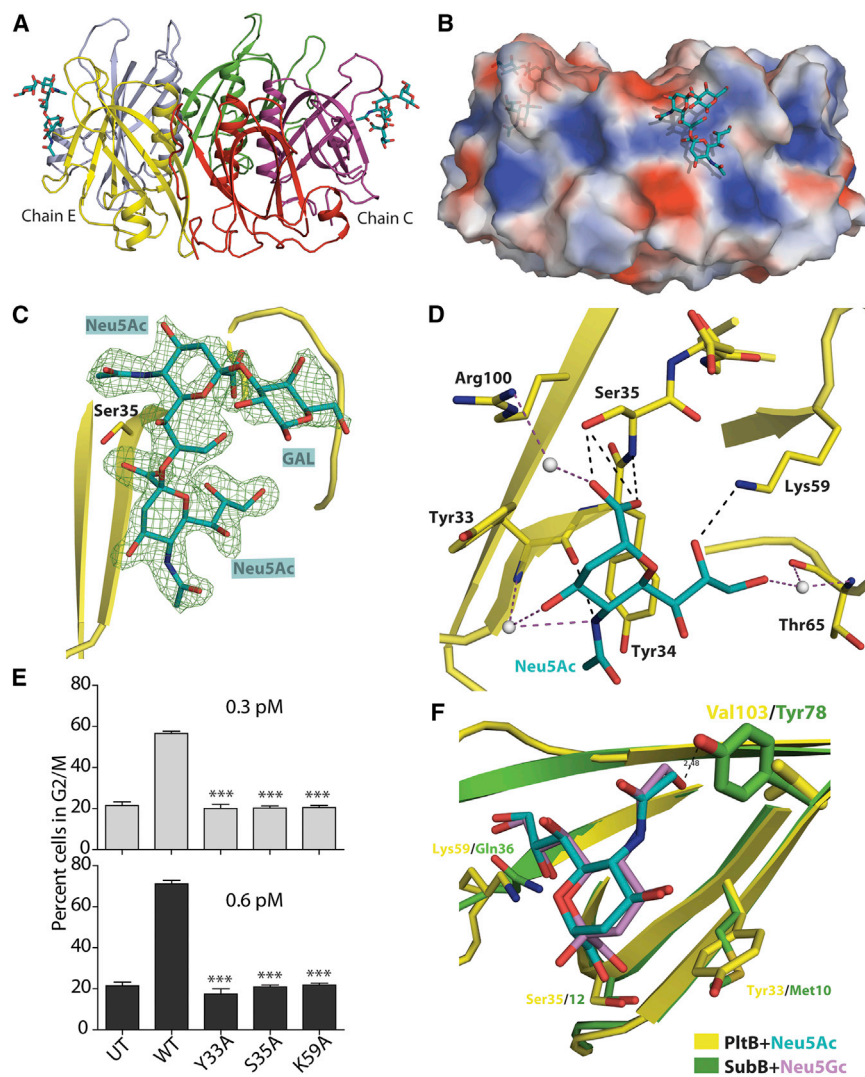 A
Chain E
Chain C
B
C
Neu5Ac
Ser35
GAL
Neu5Ac
D
Arg100
Ser35
Lys59
Tyr33
Thr65
Tyr34
Neu5Ac
E
Percent cells in G2/M
80
60
40
20
0
0.3 pM
*** *** ***
80
60
40
20
0
0.6 pM
*** *** ***
UT WT Y33A S35A K59A
F
Val103/Tyr78
2.48
Lys59/Gln36
Ser35/12
Tyr33/Met10
PltB+Neu5Ac
SubB+Neu5Gc